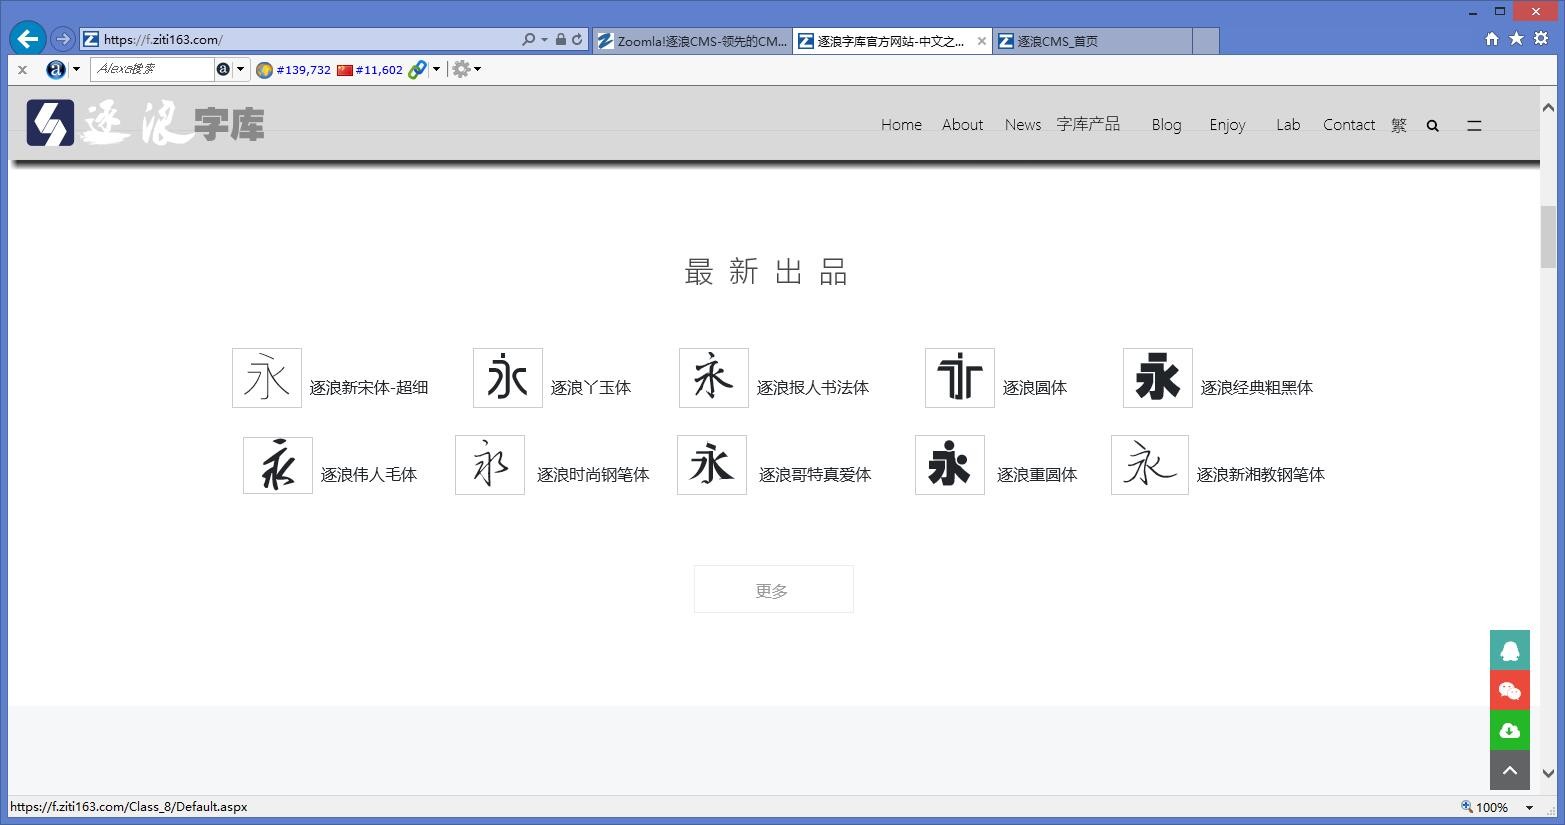 https://f.ziti163.com/
Zoomla!逐浪CMS-领先的CM...
逐浪字库官方网站-中文之...
逐浪CMS_首页
Alexa搜索
#139,732
#11,602
逐浪字库
Home About News 字库产品 Blog Enjoy Lab Contact 繁
最新出品
永 逐浪新宋体-超细
永 逐浪丫玉体
永 逐浪报人书法体
永 逐浪圆体
永 逐浪经典粗黑体
永 逐浪伟人毛体
永 逐浪时尚钢笔体
永 逐浪哥特真爱体
永 逐浪重圆体
永 逐浪新湘教钢笔体
更多
https://f.ziti163.com/Class_8/Default.aspx
100%